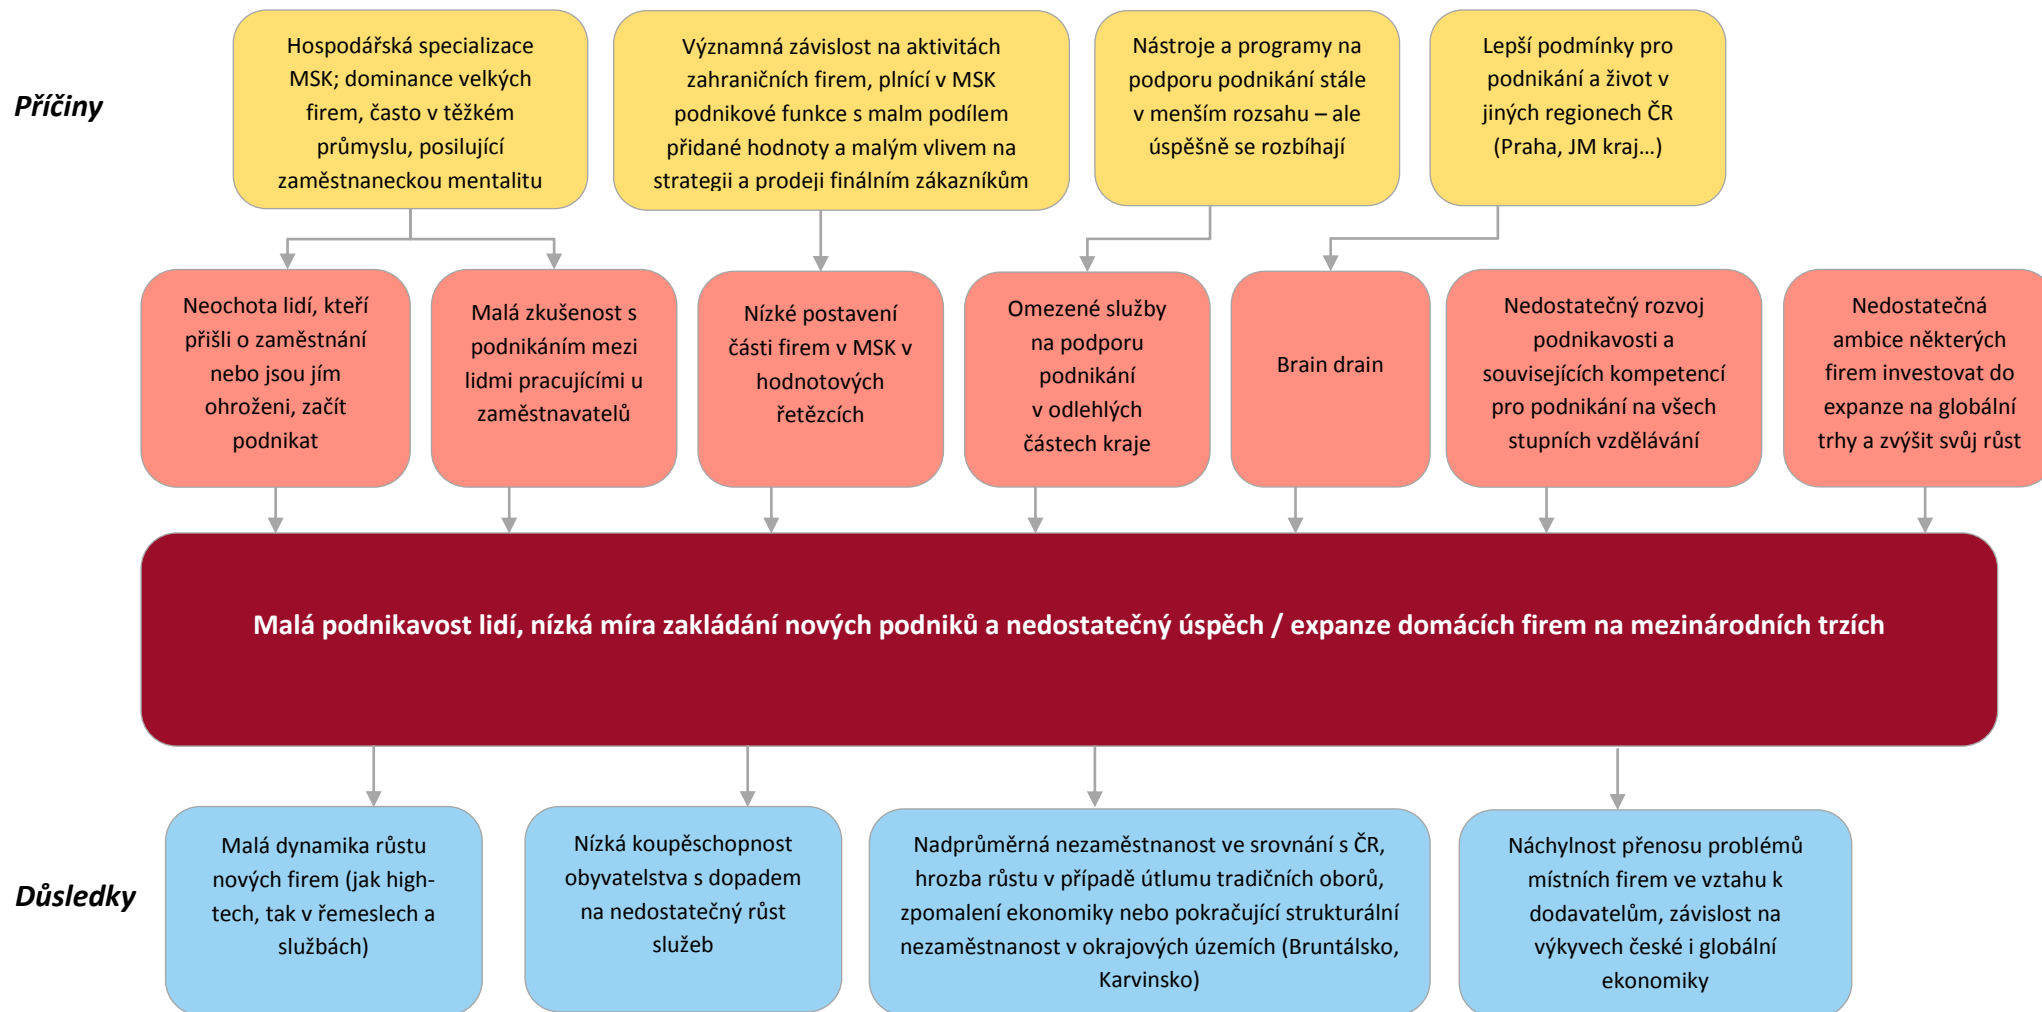 Příčiny
Hospodářská specializace
MSK; dominance velkých
firem, často v těžkém
průmyslu, posilující
zaměstnaneckou mentalitu
Významná závislost na aktivitách
zahraničních firem, plnící v MSK
podnikové funkce s malm podílem
přidané hodnoty a malým vlivem na
strategii a prodeji finálním zákazníkům
Nástroje a programy na
podporu podnikání stále
v menším rozsahu – ale
úspěšně se rozbíhají
Lepší podmínky pro
podnikání a život v
jiných regionech ČR
(Praha, JM kraj…)
Neochota lidí, kteří
přišli o zaměstnání
nebo jsou jím
ohroženi, začít
podnikat
Malá zkušenost s
podnikáním mezi
lidmi pracujícími u
zaměstnavatelů
Nízké postavení
části firem v MSK v
hodnotových
řetězcích
Omezené služby
na podporu
podnikání
v odlehlých
částech kraje
Brain drain
Nedostatečný rozvoj
podnikavosti a
souvisejících kompetencí
pro podnikání na všech
stupních vzdělávání
Nedostatečná
ambice některých
firem investovat do
expanze na globální
trhy a zvýšit svůj růst
Malá podnikavost lidí, nízká míra zakládání nových podniků a nedostatečný úspěch / expanze domácích firem na mezinárodních trzích
Důsledky
Malá dynamika růstu
nových firem (jak high-
tech, tak v řemeslech a
službách)
Nízká koupěschopnost
obyvatelstva s dopadem
na nedostatečný růst
služeb
Nadprůměrná nezaměstnanost ve srovnání s ČR,
hrozba růstu v případě útlumu tradičních oborů,
zpomalení ekonomiky nebo pokračující strukturální
nezaměstnanost v okrajových územích (Bruntálsko,
Karvinsko)
Náchylnost přenosu problémů
místních firem ve vztahu k
dodavatelům, závislost na
výkyvech české i globální
ekonomiky